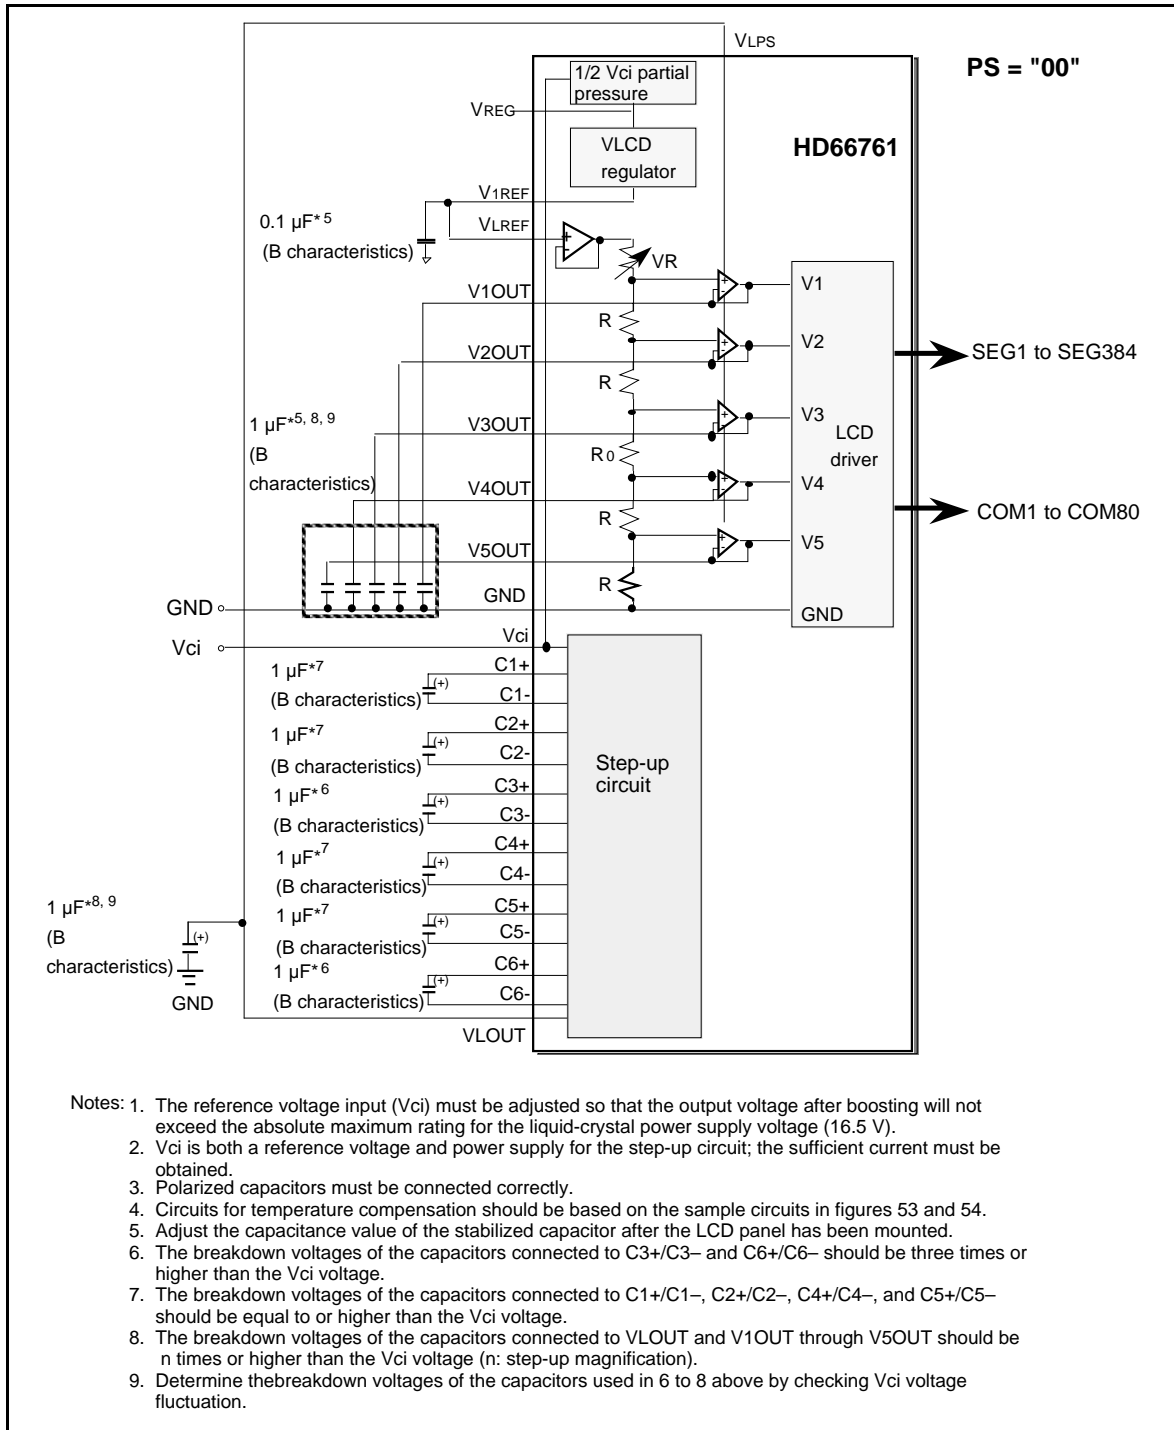 VLPS
PS = "00"
1/2 Vci partial
pressure
VREG
HD66761
VLCD
regulator
V1REF
0.1 µF*5
(B characteristics)
VLREF
+
-
VR
V1OUT
+
-
V1
R
V2OUT
+
-
V2
SEG1 to SEG384
R
1 µF*5, 8, 9
(B
characteristics)
V3OUT
+
-
V3
LCD
driver
R0
V4OUT
+
-
V4
COM1 to COM80
R
V5OUT
+
-
V5
R
GND
GND
GND
Vci
Vci
1 µF*7
(B characteristics)
(+)
C1+
C1-
1 µF*7
(B characteristics)
(+)
C2+
C2-
Step-up
circuit
1 µF*6
(B characteristics)
(+)
C3+
C3-
1 µF*7
(B characteristics)
(+)
C4+
C4-
1 µF*7
(B characteristics)
(+)
C5+
C5-
1 µF*8, 9
(B
characteristics)
(+)
GND
1 µF*6
(B characteristics)
(+)
C6+
C6-
VLOUT
Notes: 1. The reference voltage input (Vci) must be adjusted so that the output voltage after boosting will not
exceed the absolute maximum rating for the liquid-crystal power supply voltage (16.5 V).
2. Vci is both a reference voltage and power supply for the step-up circuit; the sufficient current must be
obtained.
3. Polarized capacitors must be connected correctly.
4. Circuits for temperature compensation should be based on the sample circuits in figures 53 and 54.
5. Adjust the capacitance value of the stabilized capacitor after the LCD panel has been mounted.
6. The breakdown voltages of the capacitors connected to C3+/C3– and C6+/C6– should be three times or
higher than the Vci voltage.
7. The breakdown voltages of the capacitors connected to C1+/C1–, C2+/C2–, C4+/C4–, and C5+/C5–
should be equal to or higher than the Vci voltage.
8. The breakdown voltages of the capacitors connected to VLOUT and V1OUT through V5OUT should be
n times or higher than the Vci voltage (n: step-up magnification).
9. Determine thebreakdown voltages of the capacitors used in 6 to 8 above by checking Vci voltage
fluctuation.